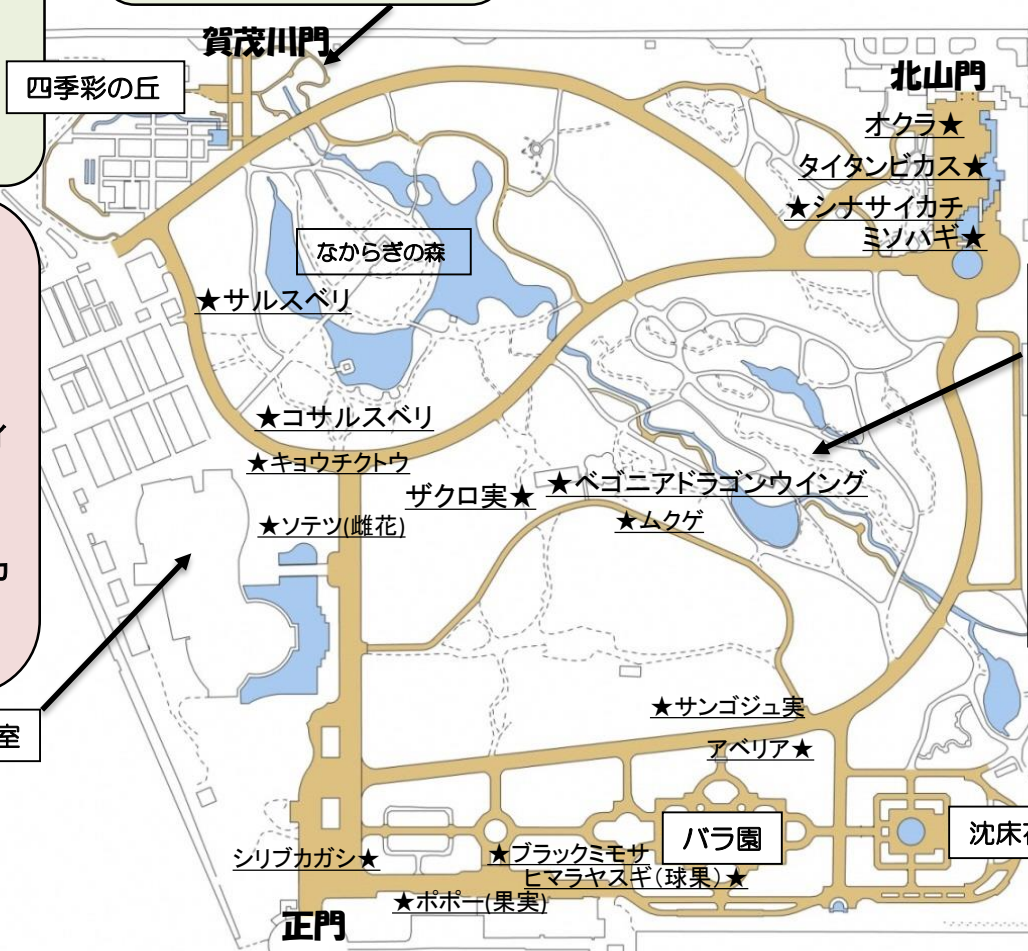 賀茂川門
四季彩の丘
北山門
オクラ★
タイタンビカス★
★シナサイカチ
ミソハギ★
なからぎの森
★サルスベリ
★コサルスベリ
★キョウチクトウ
ザクロ実★
★ベゴニアドラゴンウイング
★ソテツ(雌花)
★ムクゲ
室
★サンゴジュ実
アベリア★
バラ園
沈床
シリブカガシ★
★ブラックミモサ
ヒマラヤスギ(球果)★
★ポポー(果実)
正門